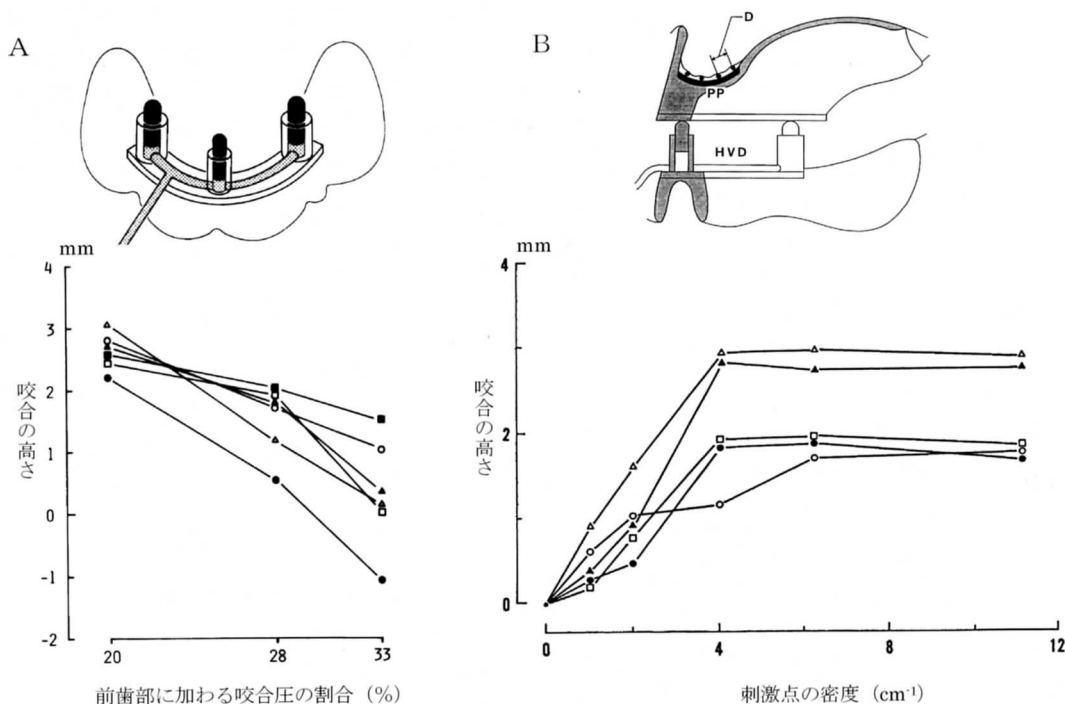 A
mm
4
3
2
1
0
-1
-2
咬合の高さ
20 28 33
前歯部に加わる咬合圧の割合（%）
B
D
PP
HVD
mm
4
2
0
咬合の高さ
0 4 8 12
刺激点の密度（cm⁻¹）